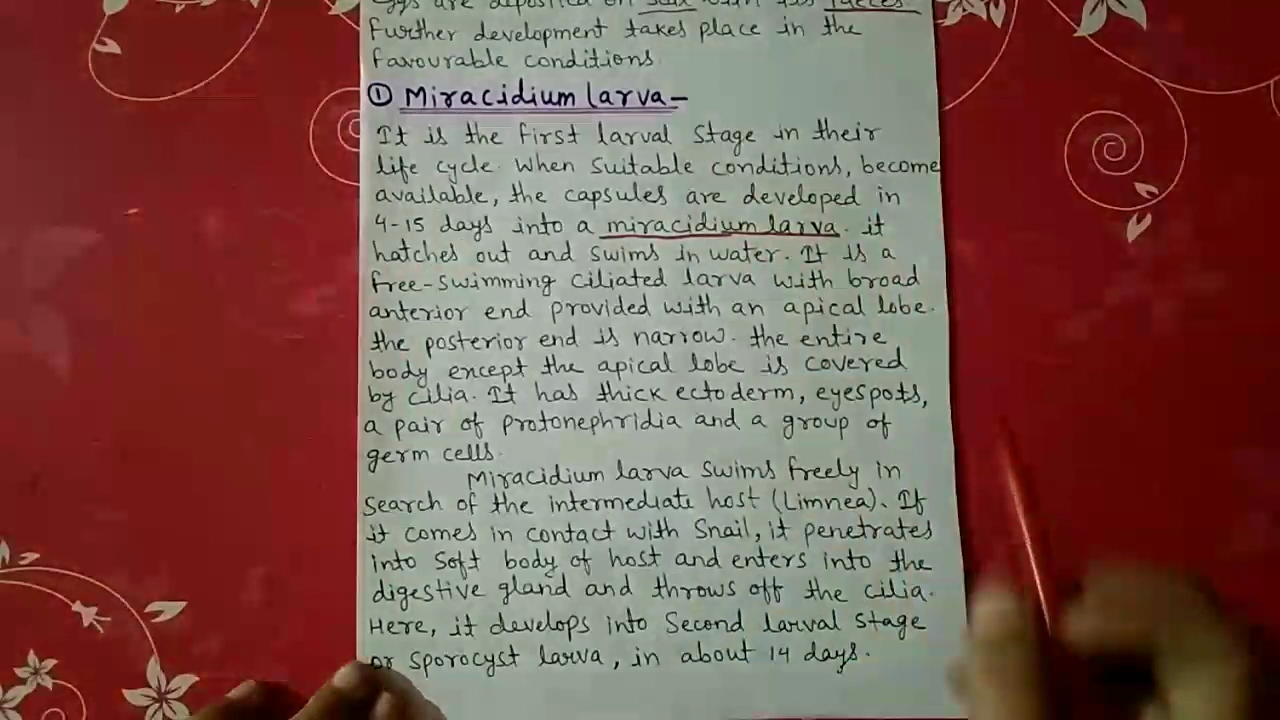 Eggs are deposited on with
Further development takes place in the
favourable conditions.
① Miracidium larva-
It is the first larval stage in their
life cycle. When suitable conditions, become
available, the capsules are developed in
4-15 days into a miracidium larva. it
hatches out and swims in water. It is a
free-swimming ciliated larva with broad
anterior end provided with an apical lobe.
the posterior end is narrow. the entire
body except the apical lobe is covered
by cilia. It has thick ectoderm, eyespots,
a pair of protonephridia and a group of
germ cells.
Miracidium larva swims freely in
search of the intermediate host (Limnea). If
it comes in contact with Snail, it penetrates
into soft body of host and enters into the
digestive gland and throws off the cilia.
Here, it develops into Second larval stage
or sporocyst larva, in about 14 days.